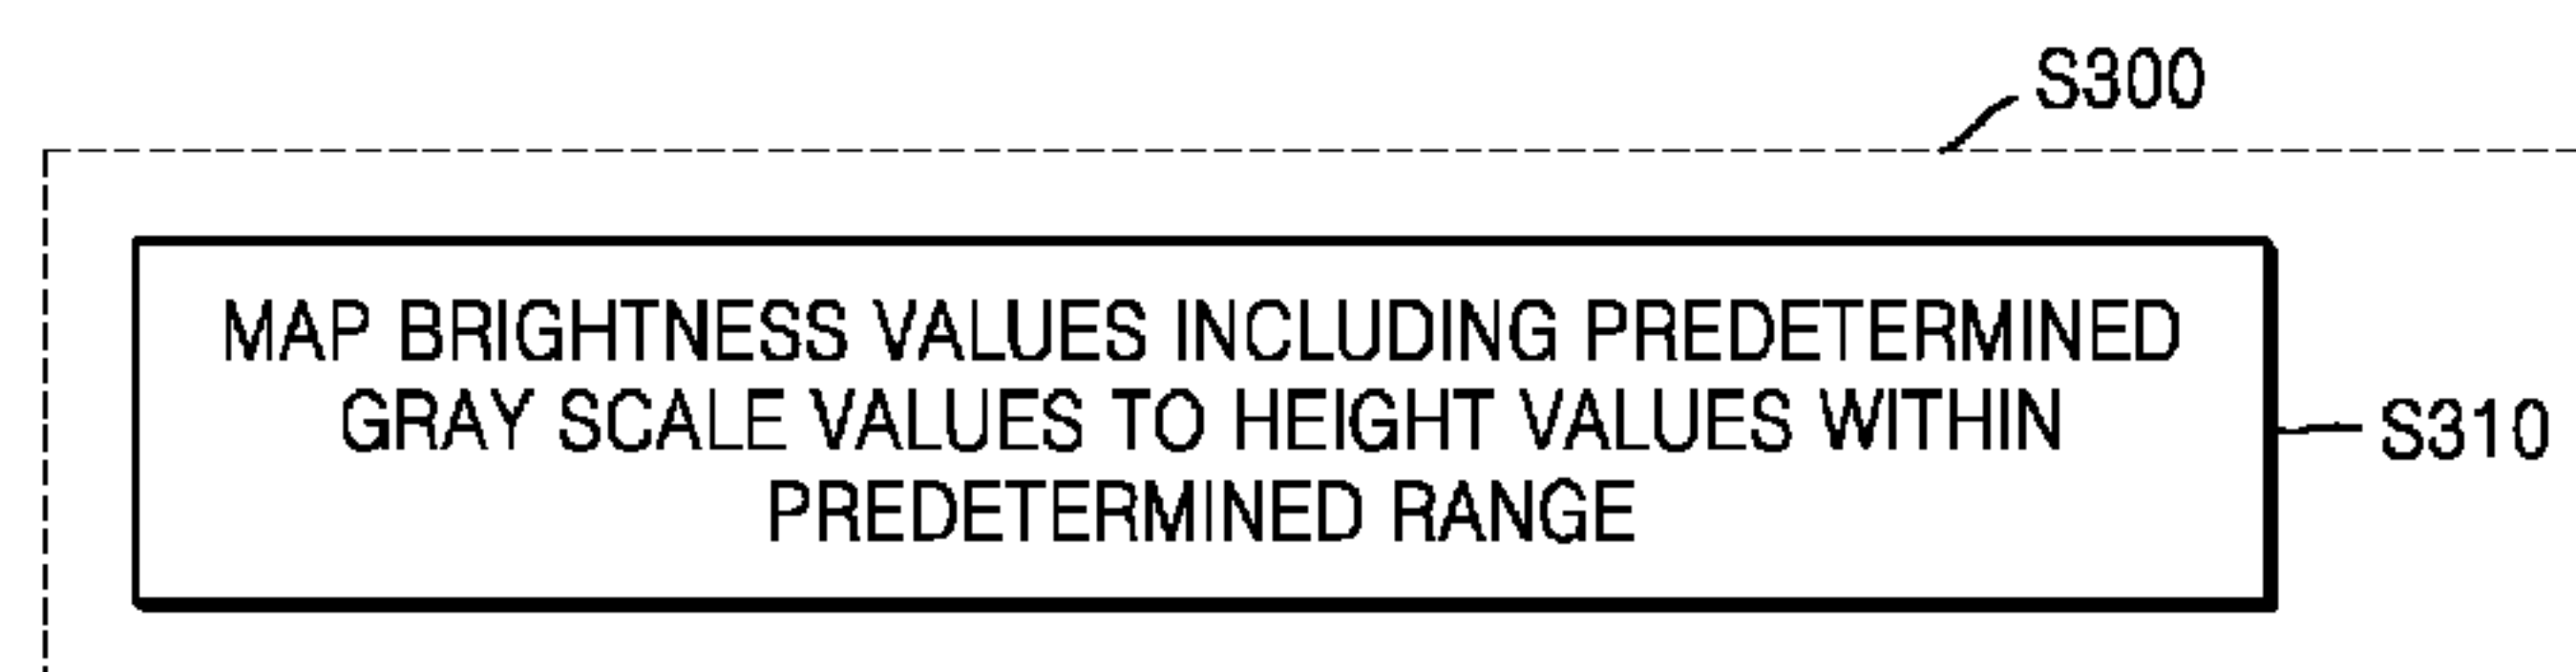 S300
MAP BRIGHTNESS VALUES INCLUDING PREDETERMINED
GRAY SCALE VALUES TO HEIGHT VALUES WITHIN
PREDETERMINED RANGE
S310